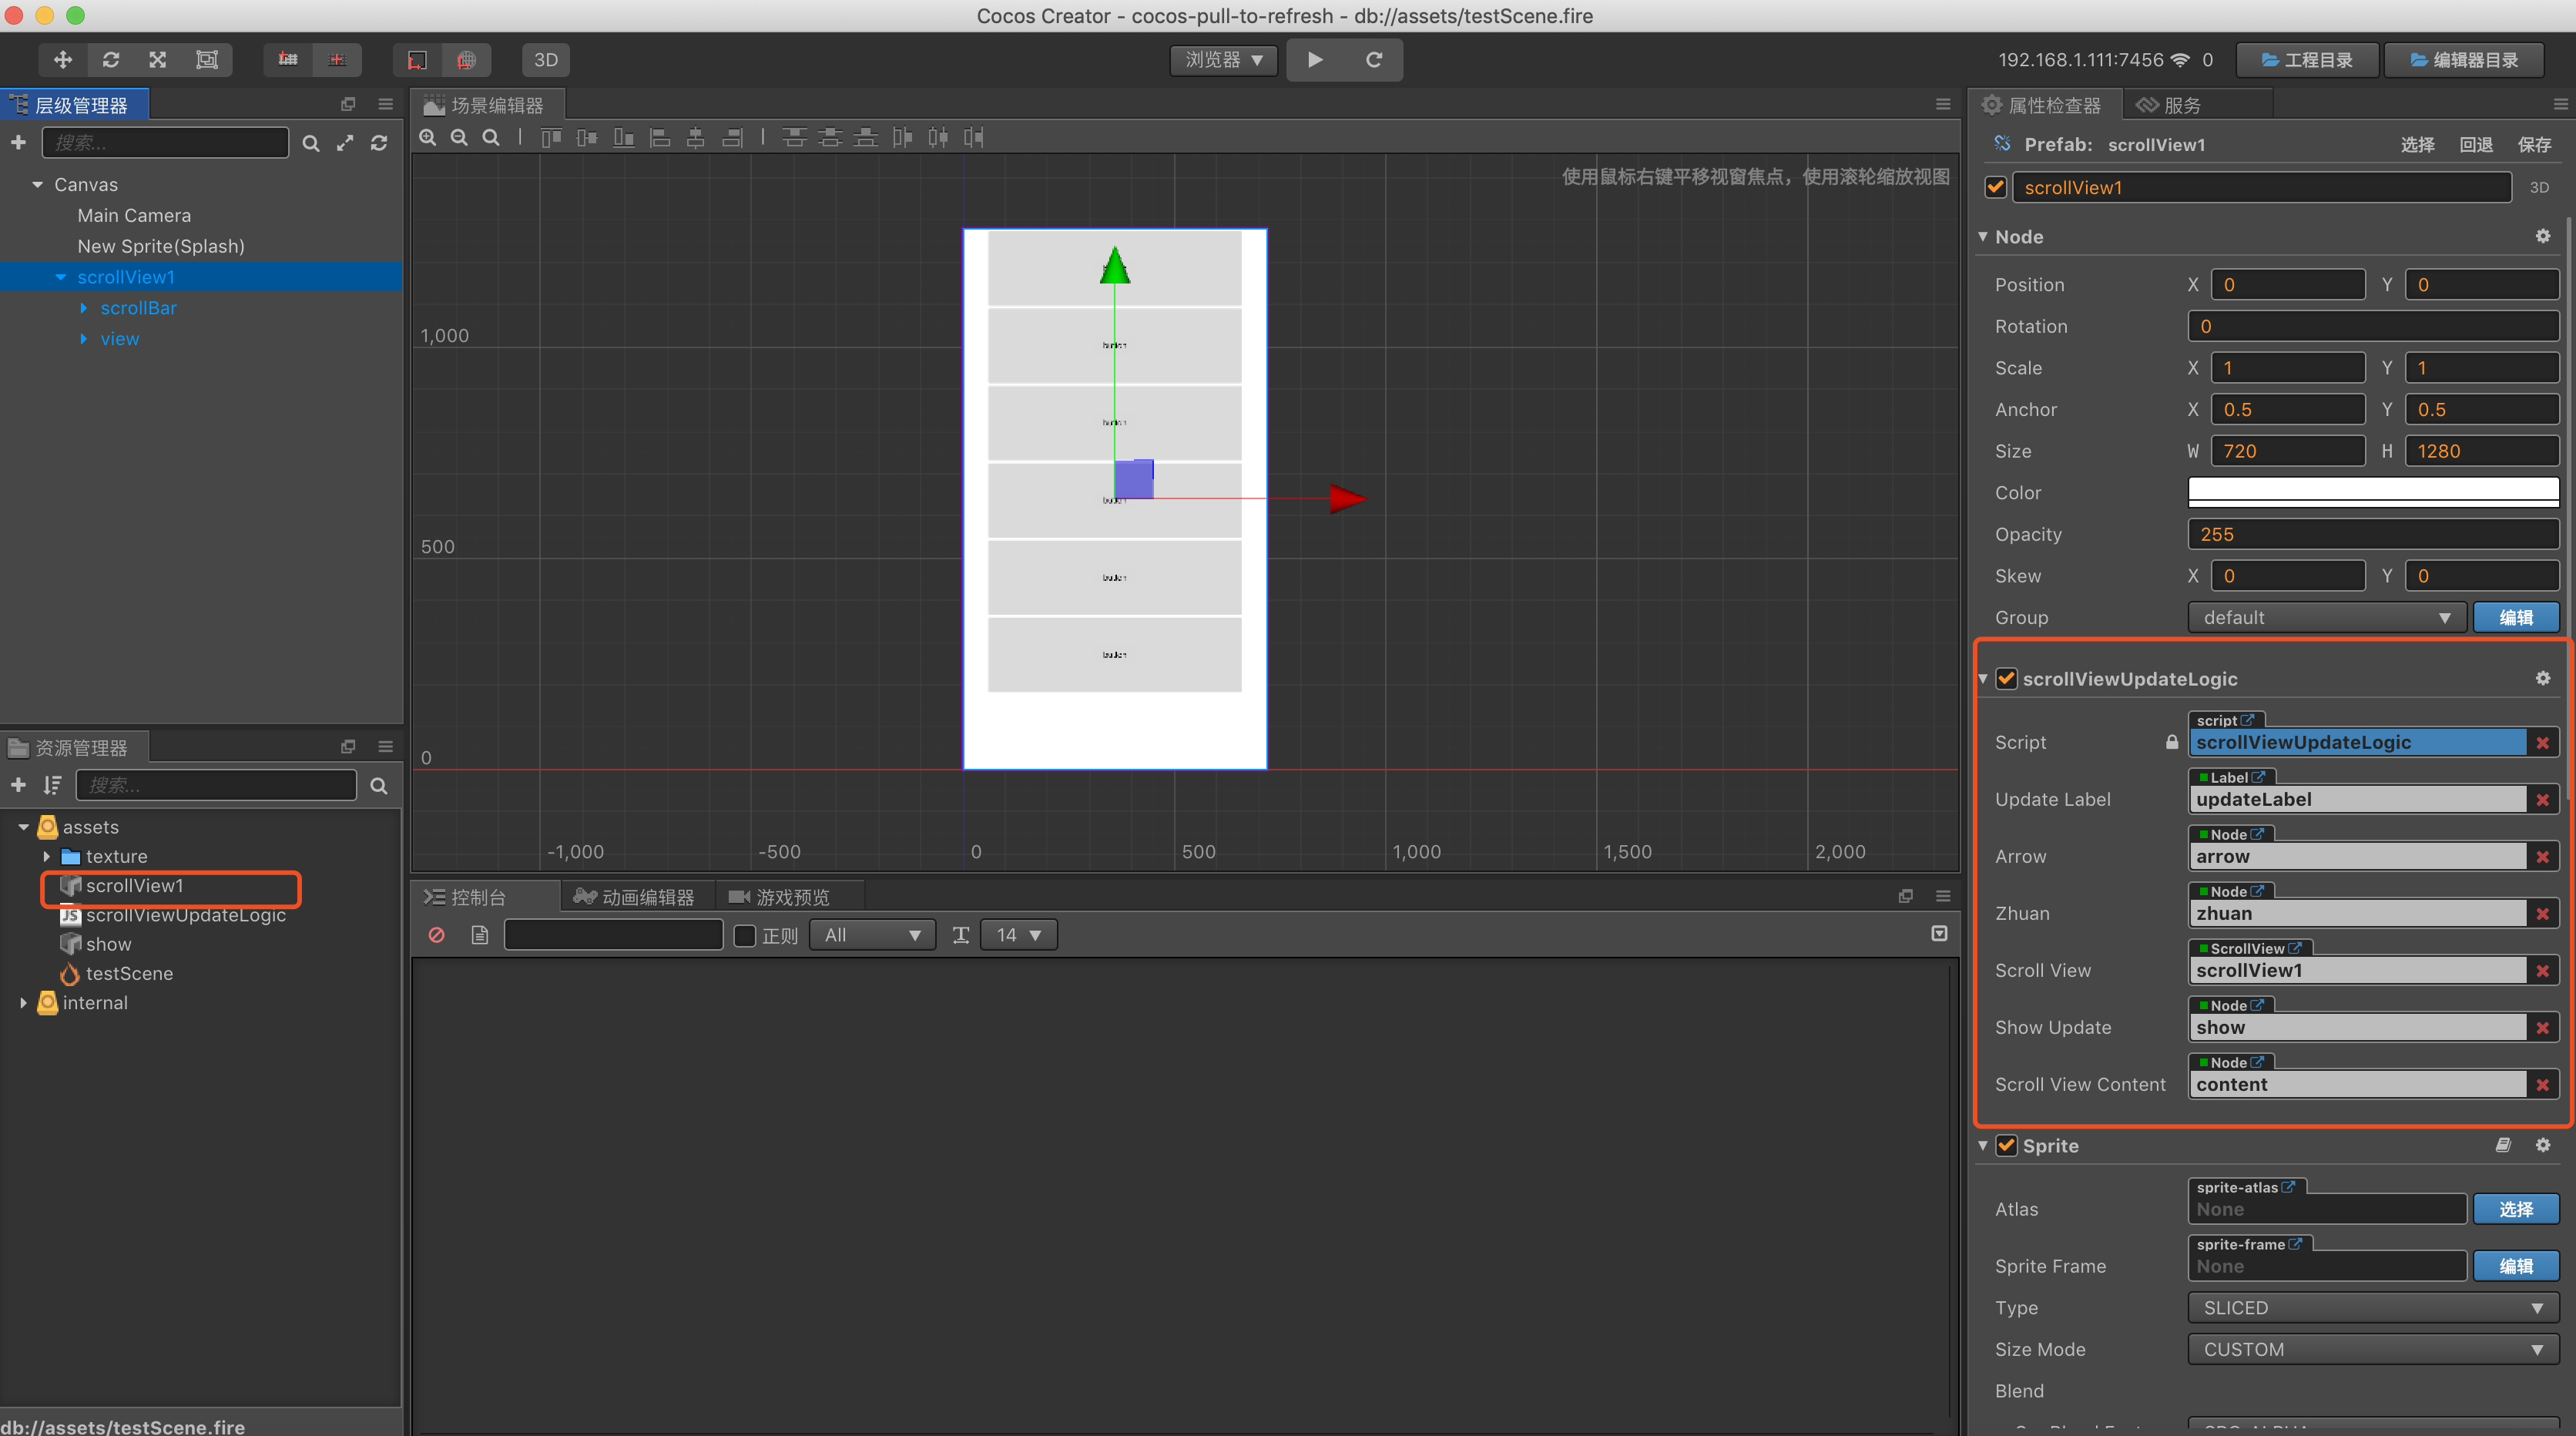 Cocos Creator - cocos-pull-to-refresh - db://assets/testScene.fire
3D
浏览器
192.168.1.111:7456
0
工程目录
编辑器目录
层级管理器
搜索...
Canvas
Main Camera
New Sprite(Splash)
scrollView1
scrollBar
view
场景编辑器
使用鼠标右键平移视窗焦点，使用滚轮缩放视图
1,000
500
0
-1,000
-500
0
500
1,000
1,500
2,000
button
button
button
button
button
资源管理器
搜索...
assets
texture
scrollView1
JS scrollViewUpdateLogic
show
testScene
internal
db://assets/testScene.fire
控制台
动画编辑器
游戏预览
正则
All
14
属性检查器
服务
Prefab: scrollView1
选择 回退 保存
scrollView1
3D
Node
Position X 0 Y 0
Rotation 0
Scale X 1 Y 1
Anchor X 0.5 Y 0.5
Size W 720 H 1280
Color
Opacity 255
Skew X 0 Y 0
Group default 编辑
scrollViewUpdateLogic
script
Script scrollViewUpdateLogic
Label
Update Label updateLabel
Node
Arrow arrow
Node
Zhuan zhuan
ScrollView
Scroll View scrollView1
Node
Show Update show
Node
Scroll View Content content
Sprite
sprite-atlas
Atlas None 选择
sprite-frame
Sprite Frame None 编辑
Type SLICED
Size Mode CUSTOM
Blend